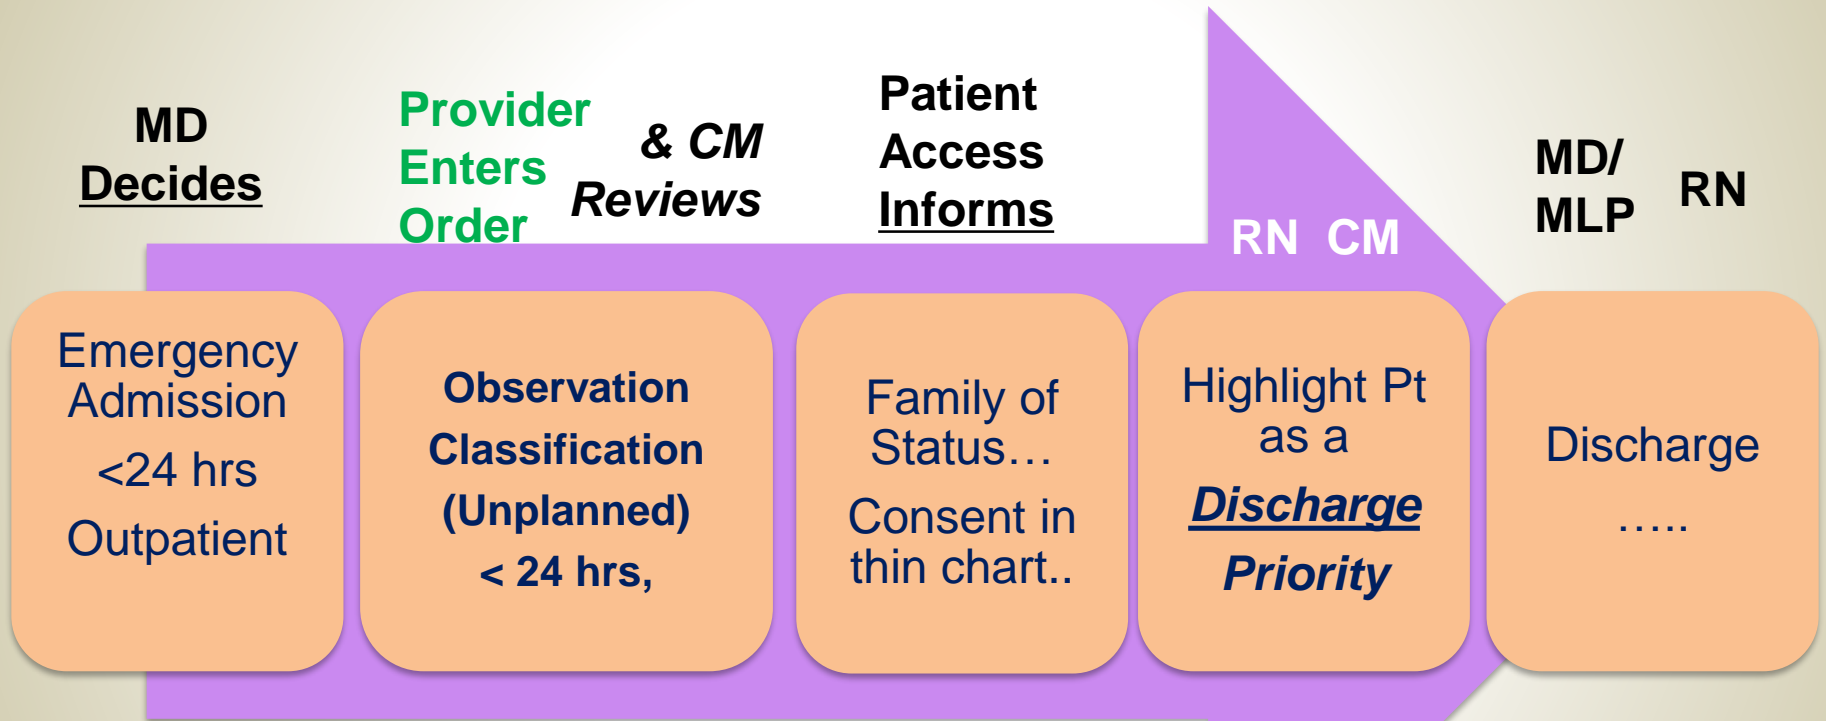 MD
Decides
Provider
Enters
Order
& CM
Reviews
Patient
Access
Informs
RN CM
MD/
MLP
RN
Emergency
Admission
<24 hrs
Outpatient
Observation
Classification
(Unplanned)
< 24 hrs,
Family of
Status…
Consent in
thin chart..
Highlight Pt
as a
Discharge
Priority
Discharge
…..